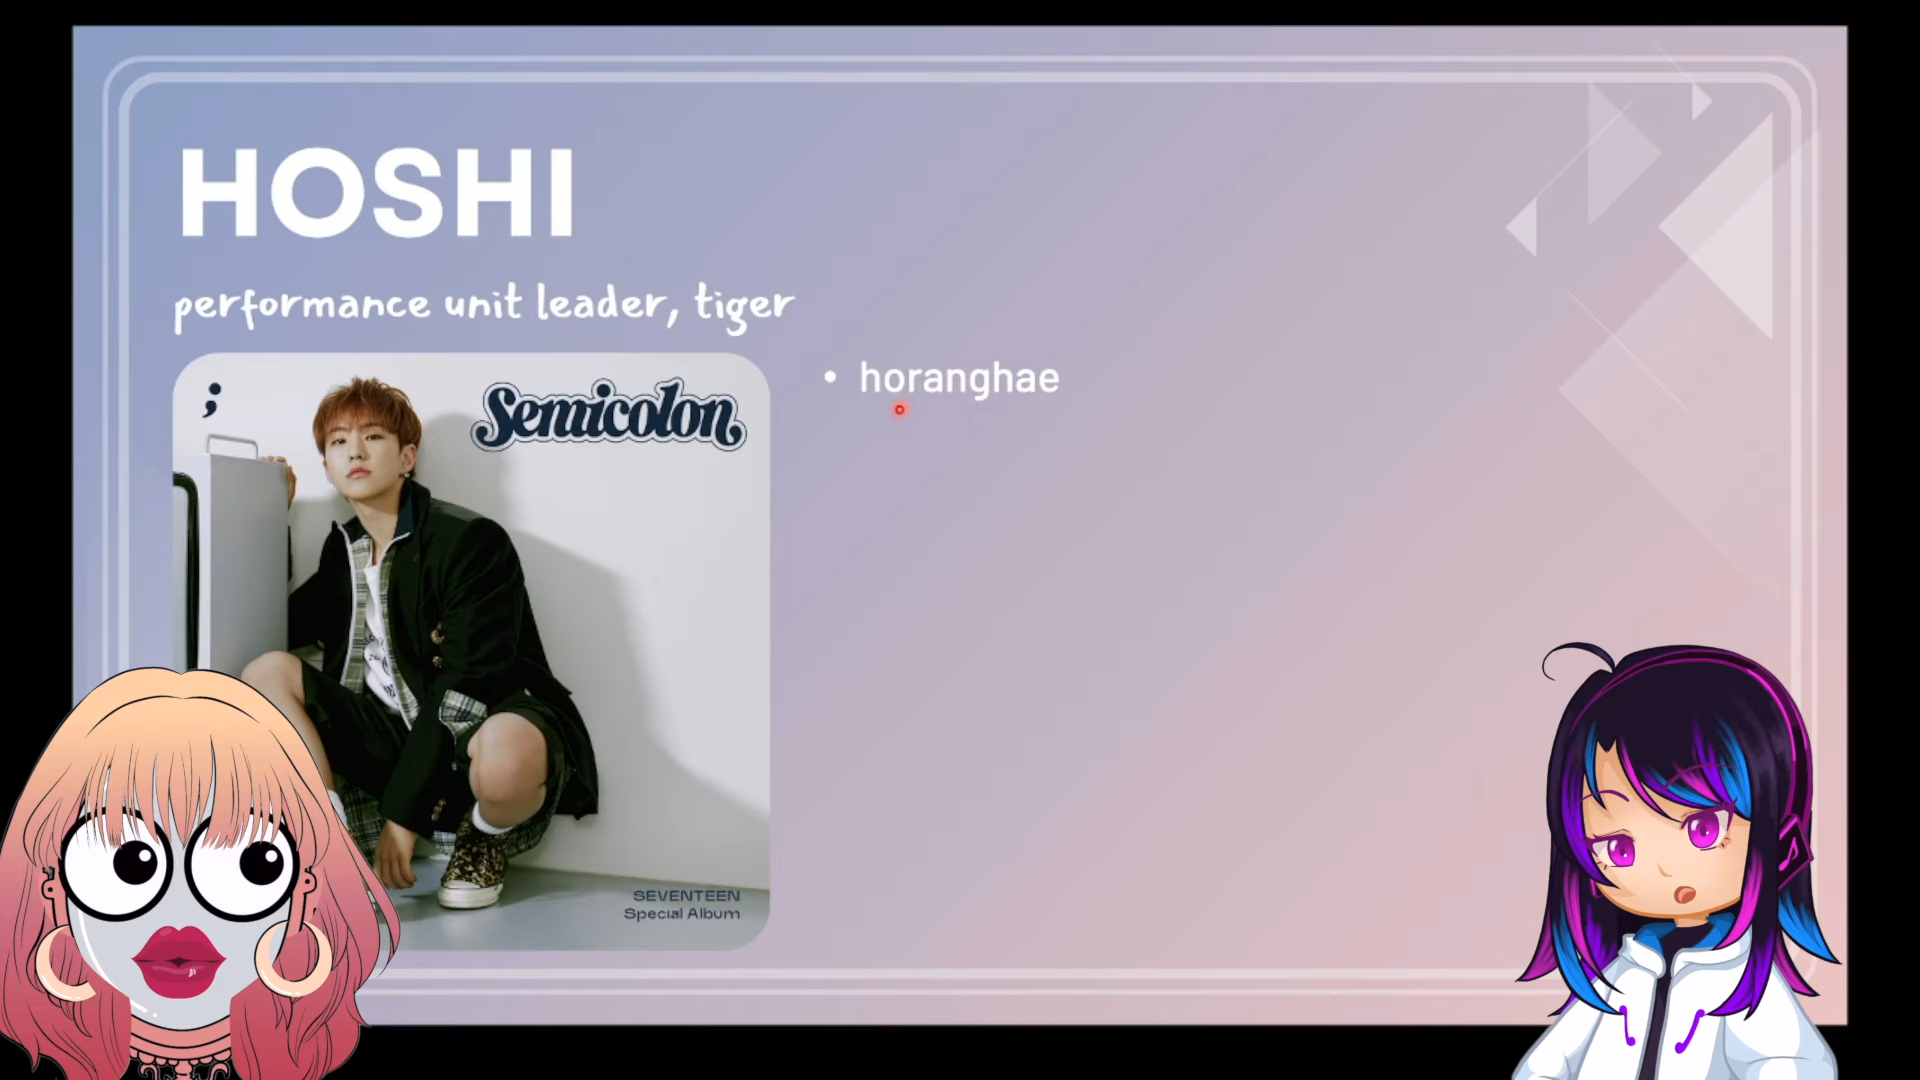 HOSHI
performance unit leader, tiger
;
Semicolon
• horanghae
SEVENTEEN
Special Album